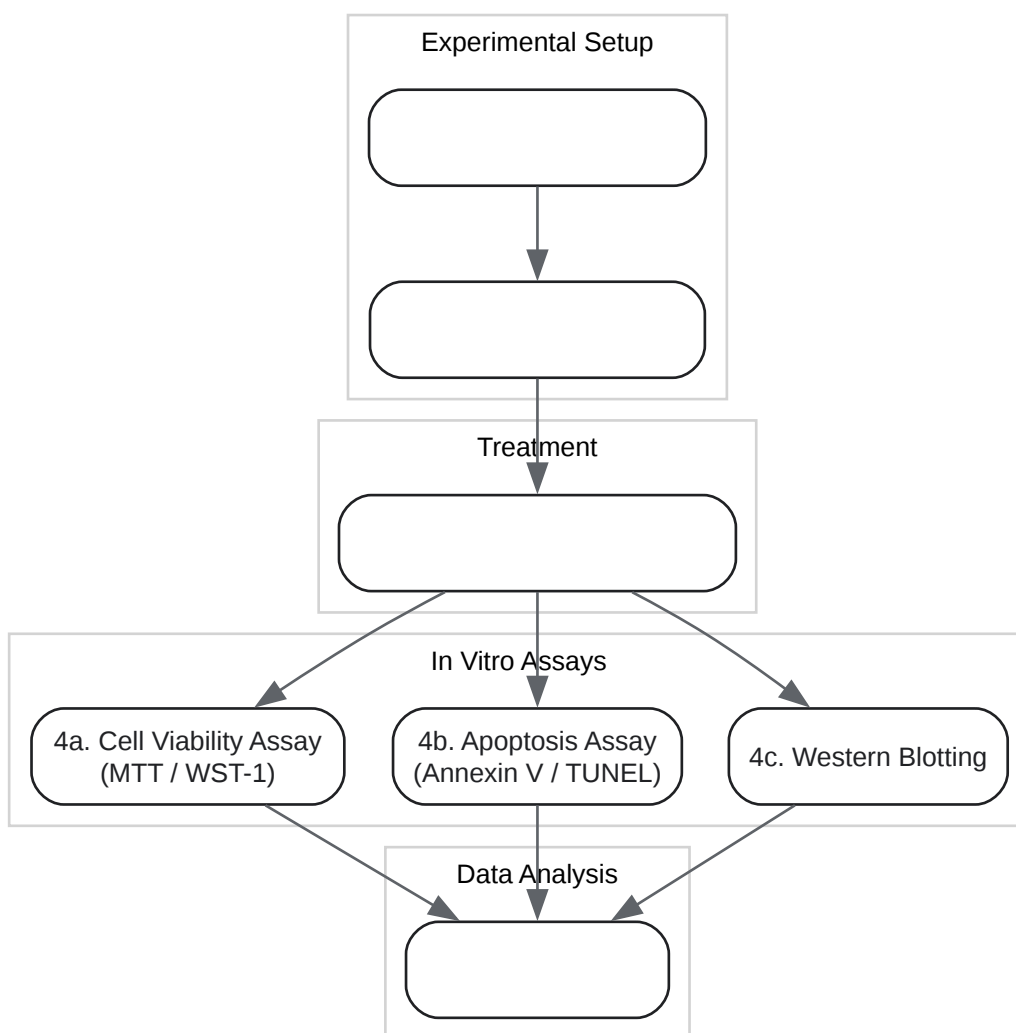 Experimental Setup
Treatment
In Vitro Assays
4a. Cell Viability Assay
(MTT / WST-1)
4b. Apoptosis Assay
(Annexin V / TUNEL)
4c. Western Blotting
Data Analysis